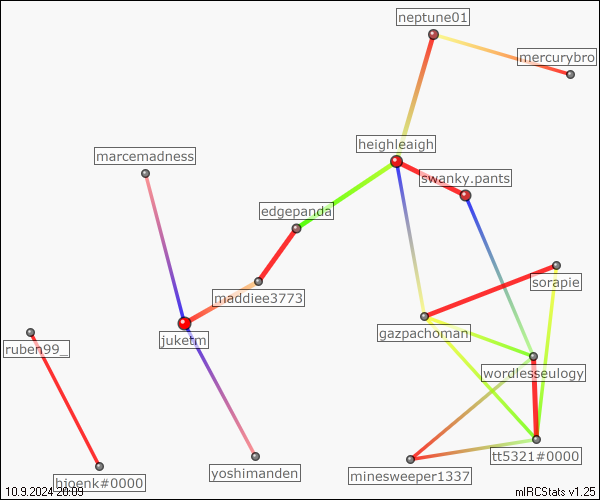 neptune01
mercurybro
heighleaigh
marcemadness
swanky.pants
edgepanda
sorapie
maddiee3773
gazpachoman
juketm
ruben99_
wordlesseulogy
tt5321#0000
yoshimanden
minesweeper1337
bjoenk#0000
10.9.2024 20:09
mIRCStats v1.25